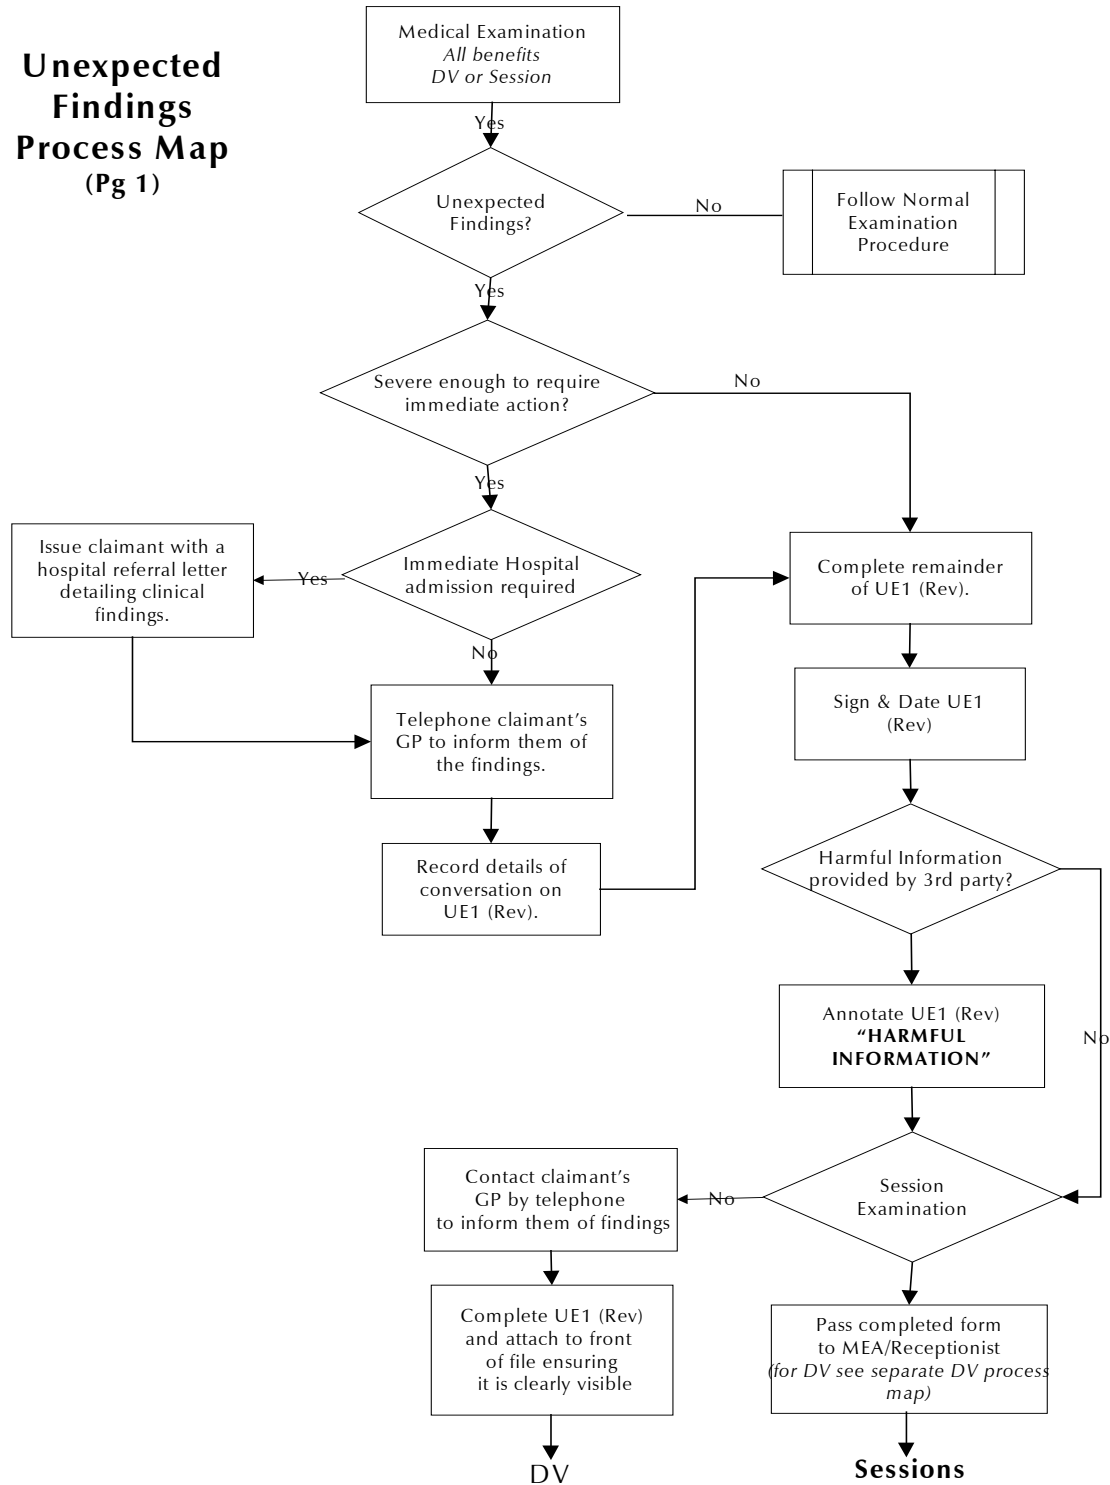 Unexpected
Findings
Process Map
(Pg 1)
Medical Examination
All benefits
DV or Session
Yes
Unexpected
Findings?
No
Follow Normal
Examination
Procedure
Yes
Severe enough to require
immediate action?
No
Yes
Immediate Hospital
admission required
Yes
Issue claimant with a
hospital referral letter
detailing clinical
findings.
No
Telephone claimant's
GP to inform them of
the findings.
Record details of
conversation on
UE1 (Rev).
Complete remainder
of UE1 (Rev).
Sign & Date UE1
(Rev)
Harmful Information
provided by 3rd party?
No
Annotate UE1 (Rev)
“HARMFUL
INFORMATION”
Session
Examination
No
Contact claimant's
GP by telephone
to inform them of findings
Complete UE1 (Rev)
and attach to front
of file ensuring
it is clearly visible
DV
Pass completed form
to MEA/Receptionist
(for DV see separate DV process
map)
Sessions